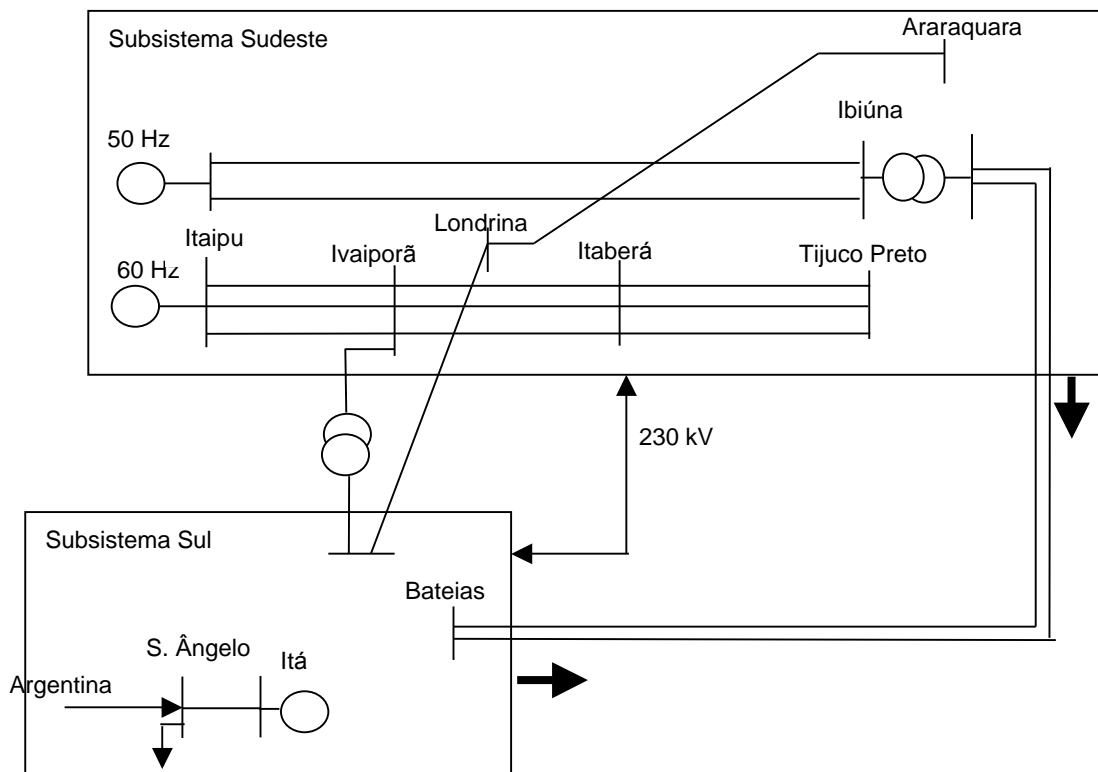 Subsistema Sudeste
Araraquara
Ibiúna
50 Hz
Londrina
Itaipu
Ivaiporã
Itaberá
Tijuco Preto
60 Hz
230 kV
Subsistema Sul
Bateias
S. Ângelo
Itá
Argentina